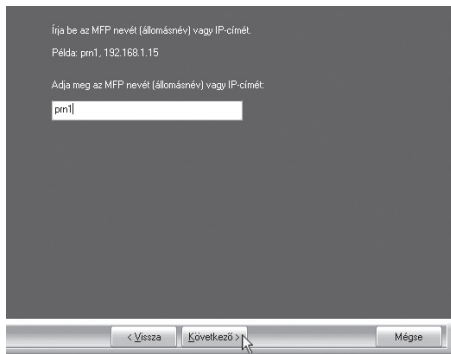 Írja be az MFP nevét (állomásnév) vagy IP-címét.
Példa: prn1, 192.168.1.15
Adja meg az MFP nevét (állomásnév) vagy IP-címét:
prn1
< Vissza Következő > Mégse